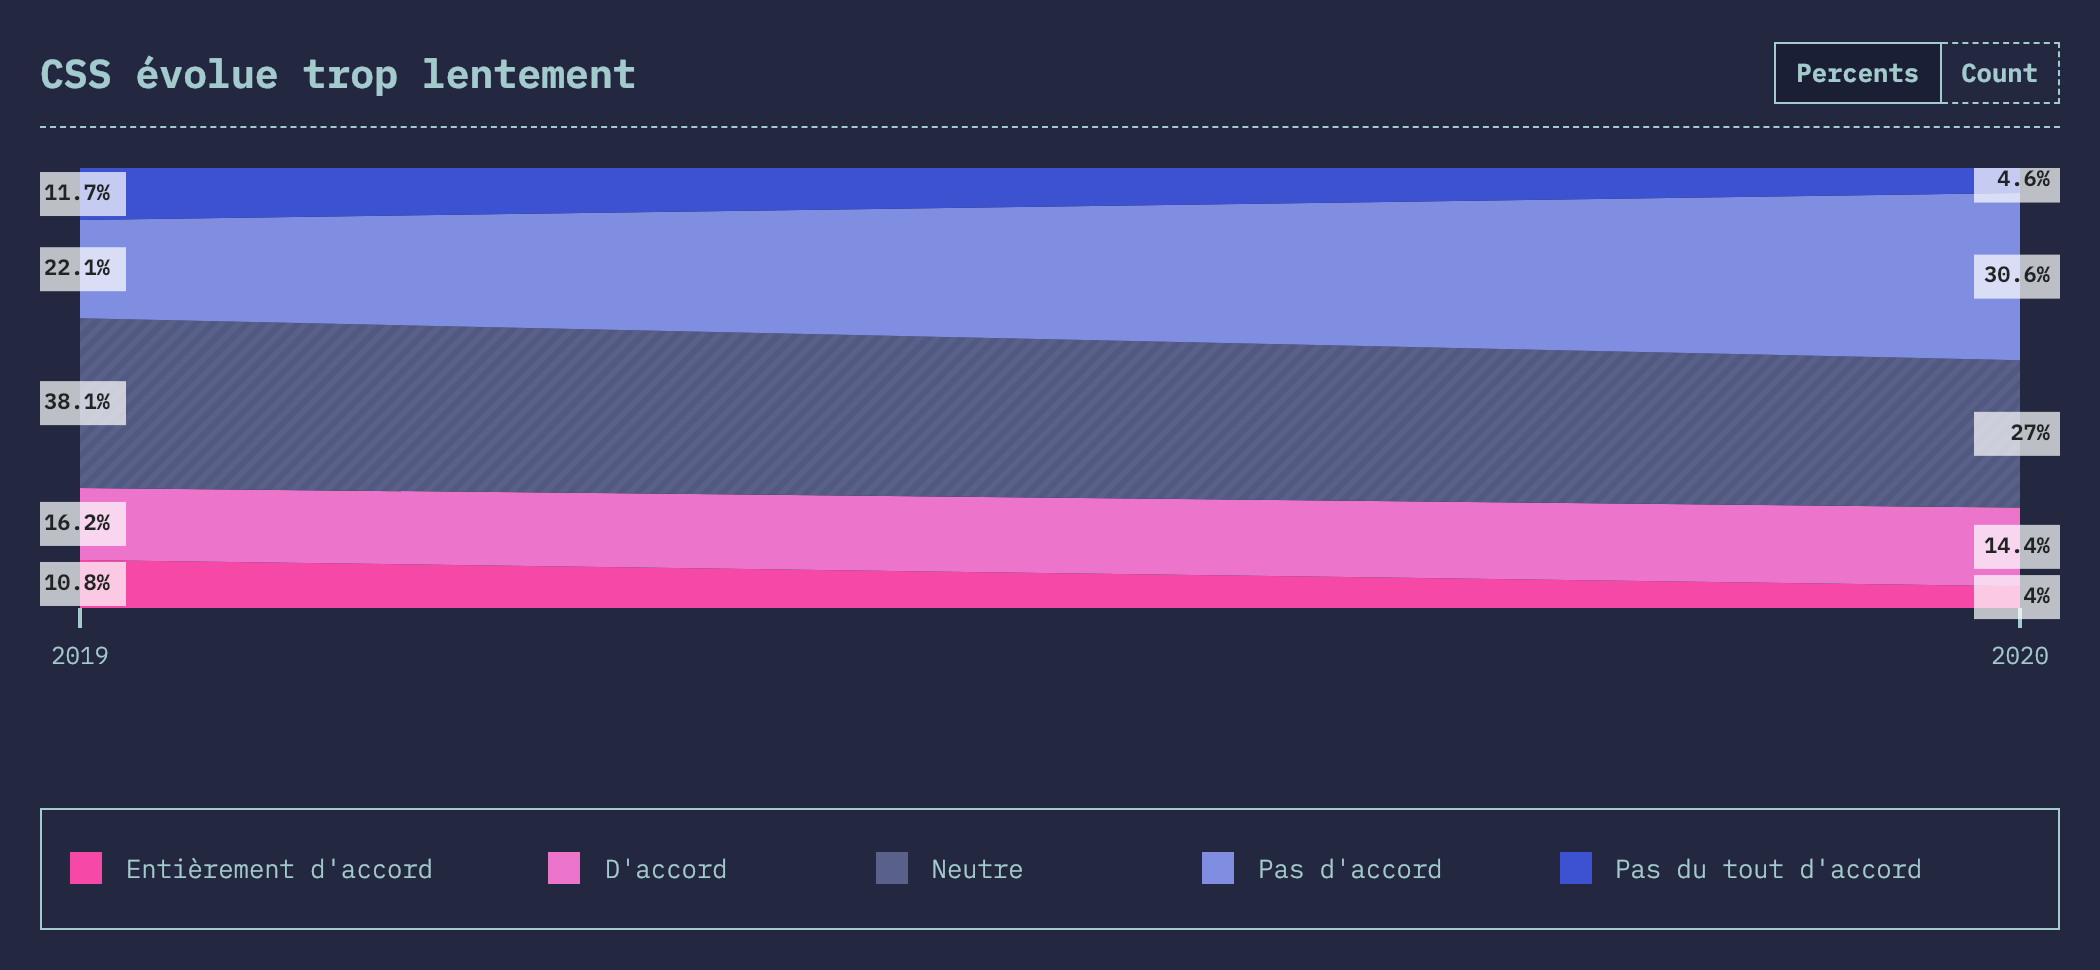 CSS évolue trop lentement
Percents
Count
11.7%
4.6%
22.1%
30.6%
38.1%
27%
16.2%
14.4%
10.8%
4%
2019
2020
Entièrement d'accord
D'accord
Neutre
Pas d'accord
Pas du tout d'accord